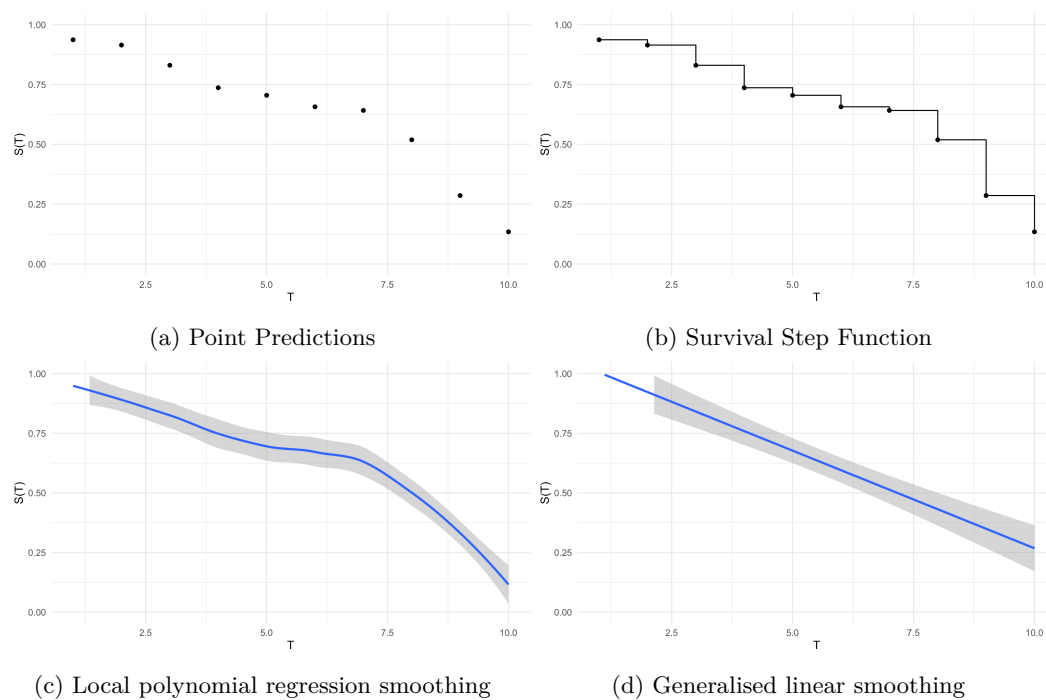 1.00
0.75
0.50
0.25
0.00
S(T)
2.5 5.0 7.5 10.0
T
(a) Point Predictions
1.00
0.75
0.50
0.25
0.00
S(T)
2.5 5.0 7.5 10.0
T
(b) Survival Step Function
1.00
0.75
0.50
0.25
0.00
S(T)
2.5 5.0 7.5 10.0
T
(c) Local polynomial regression smoothing
1.00
0.75
0.50
0.25
0.00
S(T)
2.5 5.0 7.5 10.0
T
(d) Generalised linear smoothing